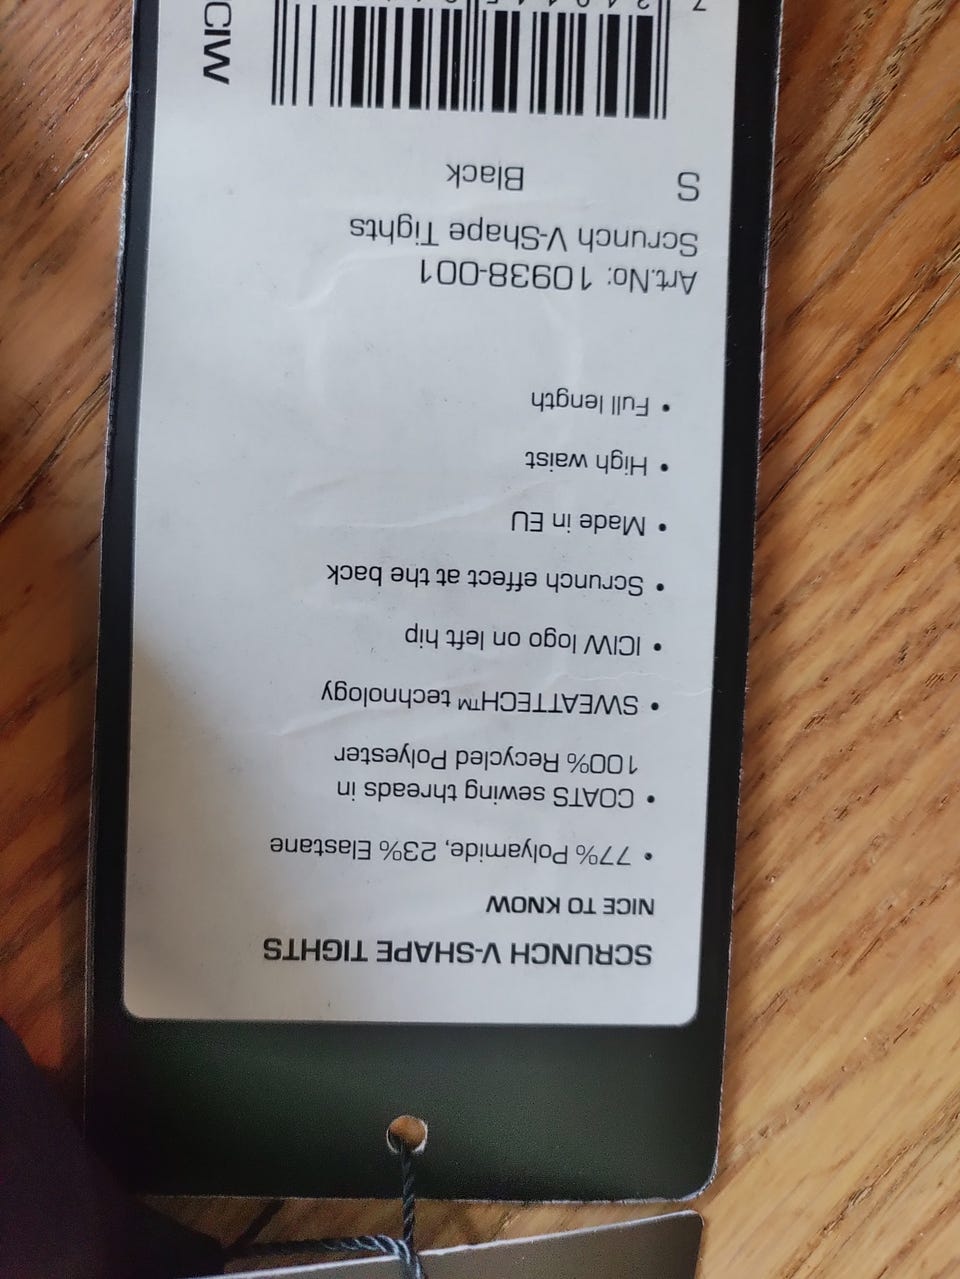 SCRUNCH V-SHAPE TIGHTS
NICE TO KNOW
• 77% Polyamide, 23% Elastane
• COATS sewing threads in
100% Recycled Polyester
• SWEATTECH™ technology
• ICIW logo on left hip
• Scrunch effect at the back
• Made in EU
• High waist
• Full length
Art.No: 10938-001
Scrunch V-Shape Tights
S Black
CIW